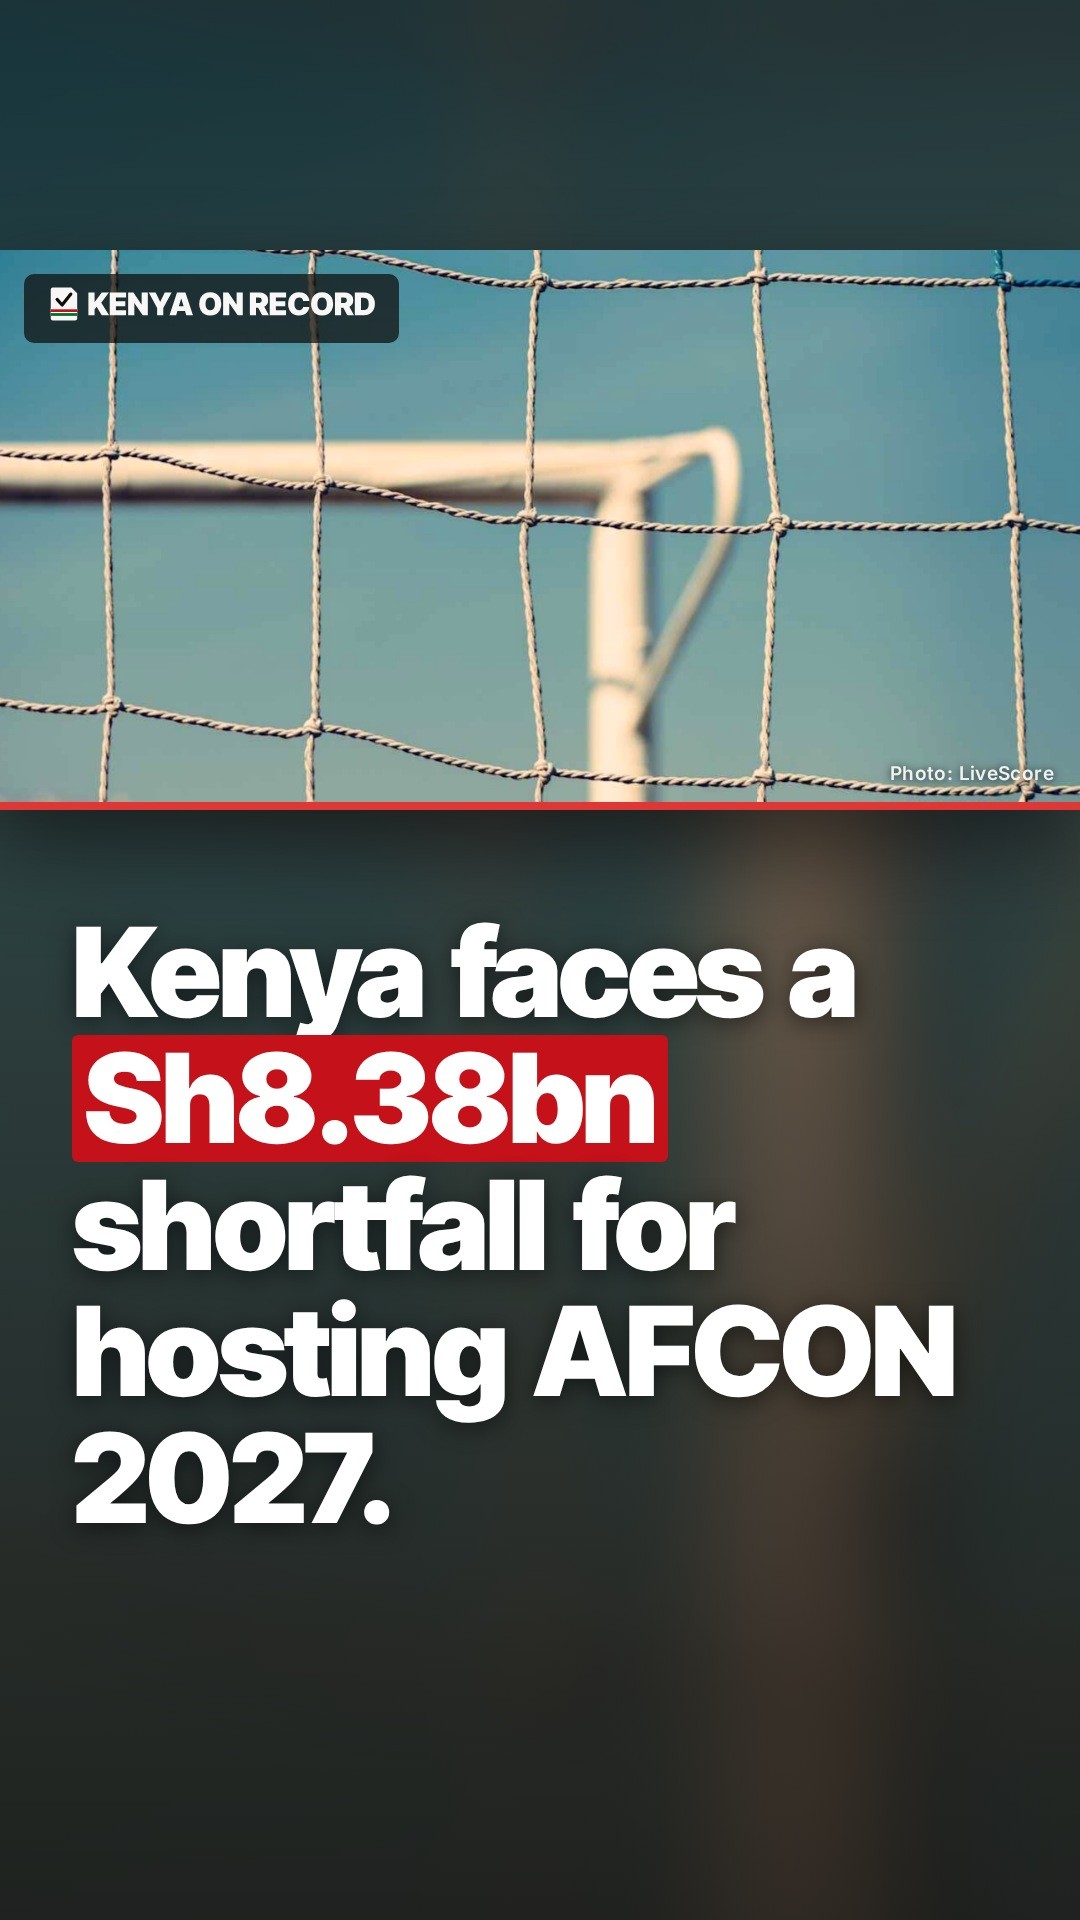 KENYA ON RECORD
Photo: LiveScore
Kenya faces a
Sh8.38bn
shortfall for
hosting AFCON
2027.